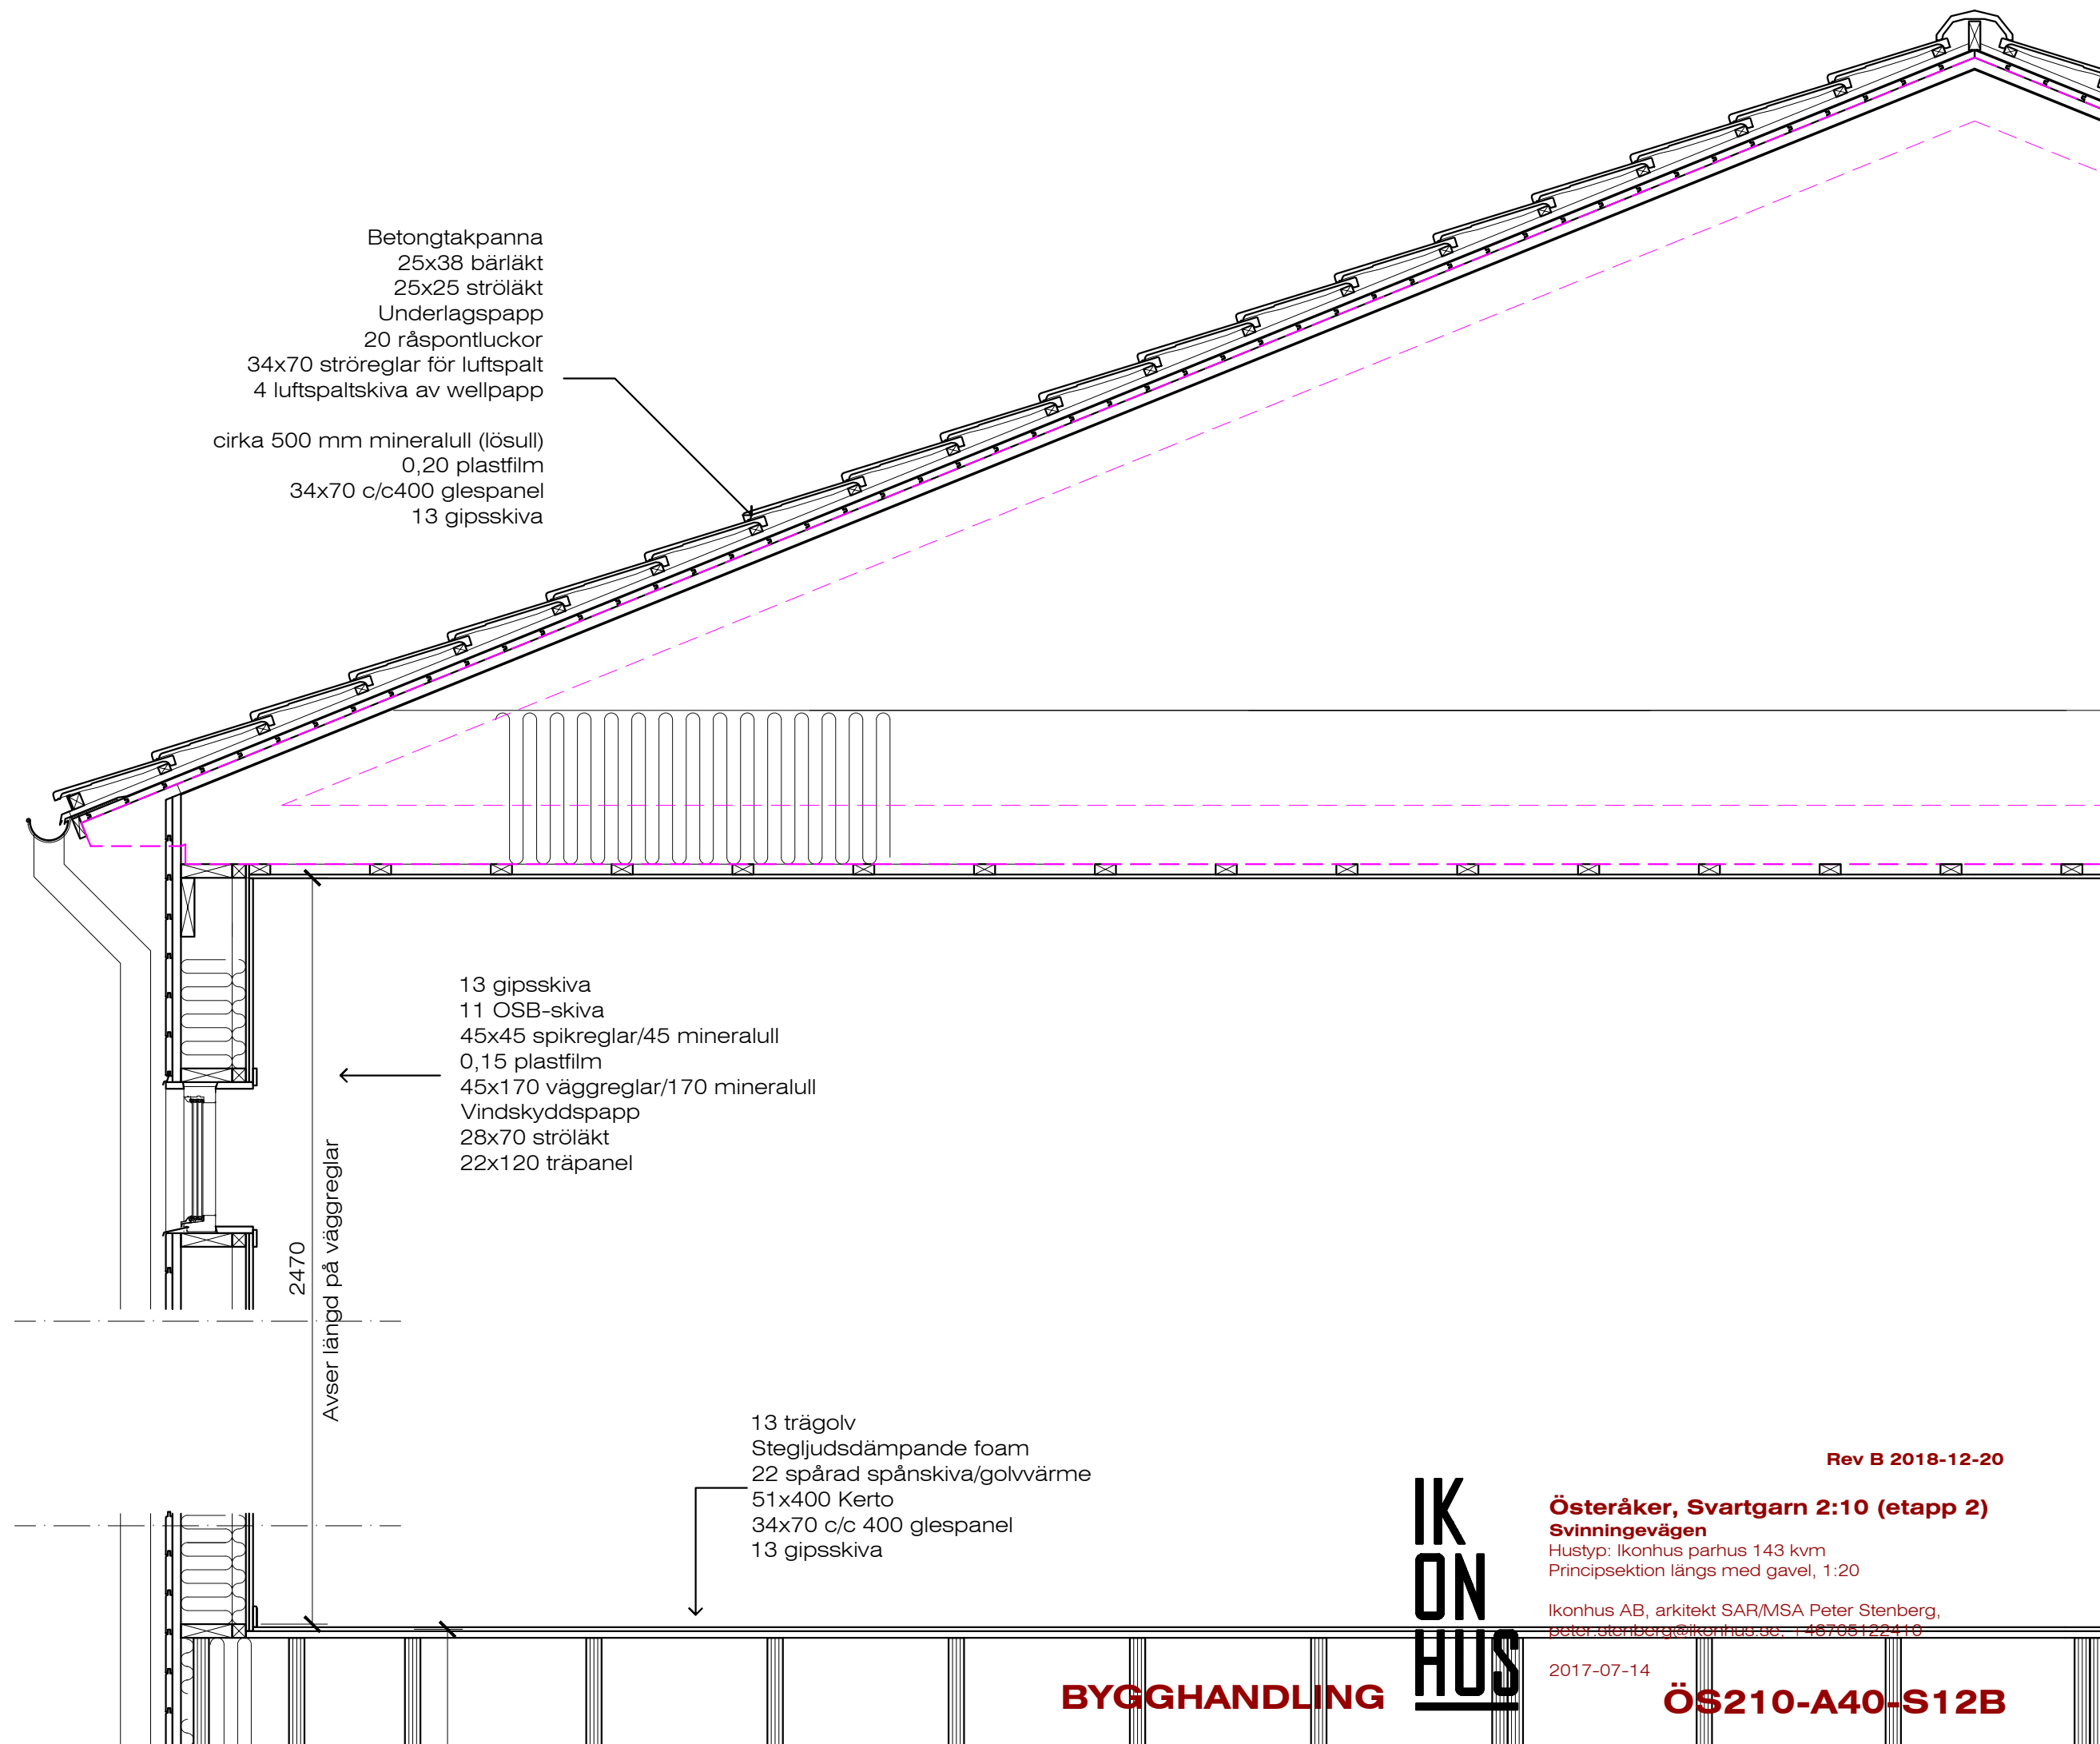 Betongtakpanna
25x38 bärläkt
25x25 ströläkt
Underlagspapp
20 råspontluckor
34x70 ströreglar för luftspalt
4 luftspaltskiva av wellpapp
cirka 500 mm mineralull (lösull)
0,20 plastfilm
34x70 c/c400 glespanel
13 gipsskiva
13 gipsskiva
11 OSB-skiva
45x45 spikreglar/45 mineralull
0,15 plastfilm
45x170 väggreglar/170 mineralull
Vindskyddspapp
28x70 ströläkt
22x120 träpanel
2470
Avser längd på väggreglar
13 trägolv
Stegljudsdämpande foam
22 spårad spånskiva/golvvärme
51x400 Kerto
34x70 c/c 400 glespanel
13 gipsskiva
BYGGHANDLING
IK
ON
HUS
Rev B 2018-12-20
Österåker, Svartgarn 2:10 (etapp 2)
Svinningevägen
Hustyp: Ikonhus parhus 143 kvm
Principsektion längs med gavel, 1:20
Ikonhus AB, arkitekt SAR/MSA Peter Stenberg,
peter.stenberg@ikonhus.se, +46705122410
2017-07-14
ÖS210-A40-S12B